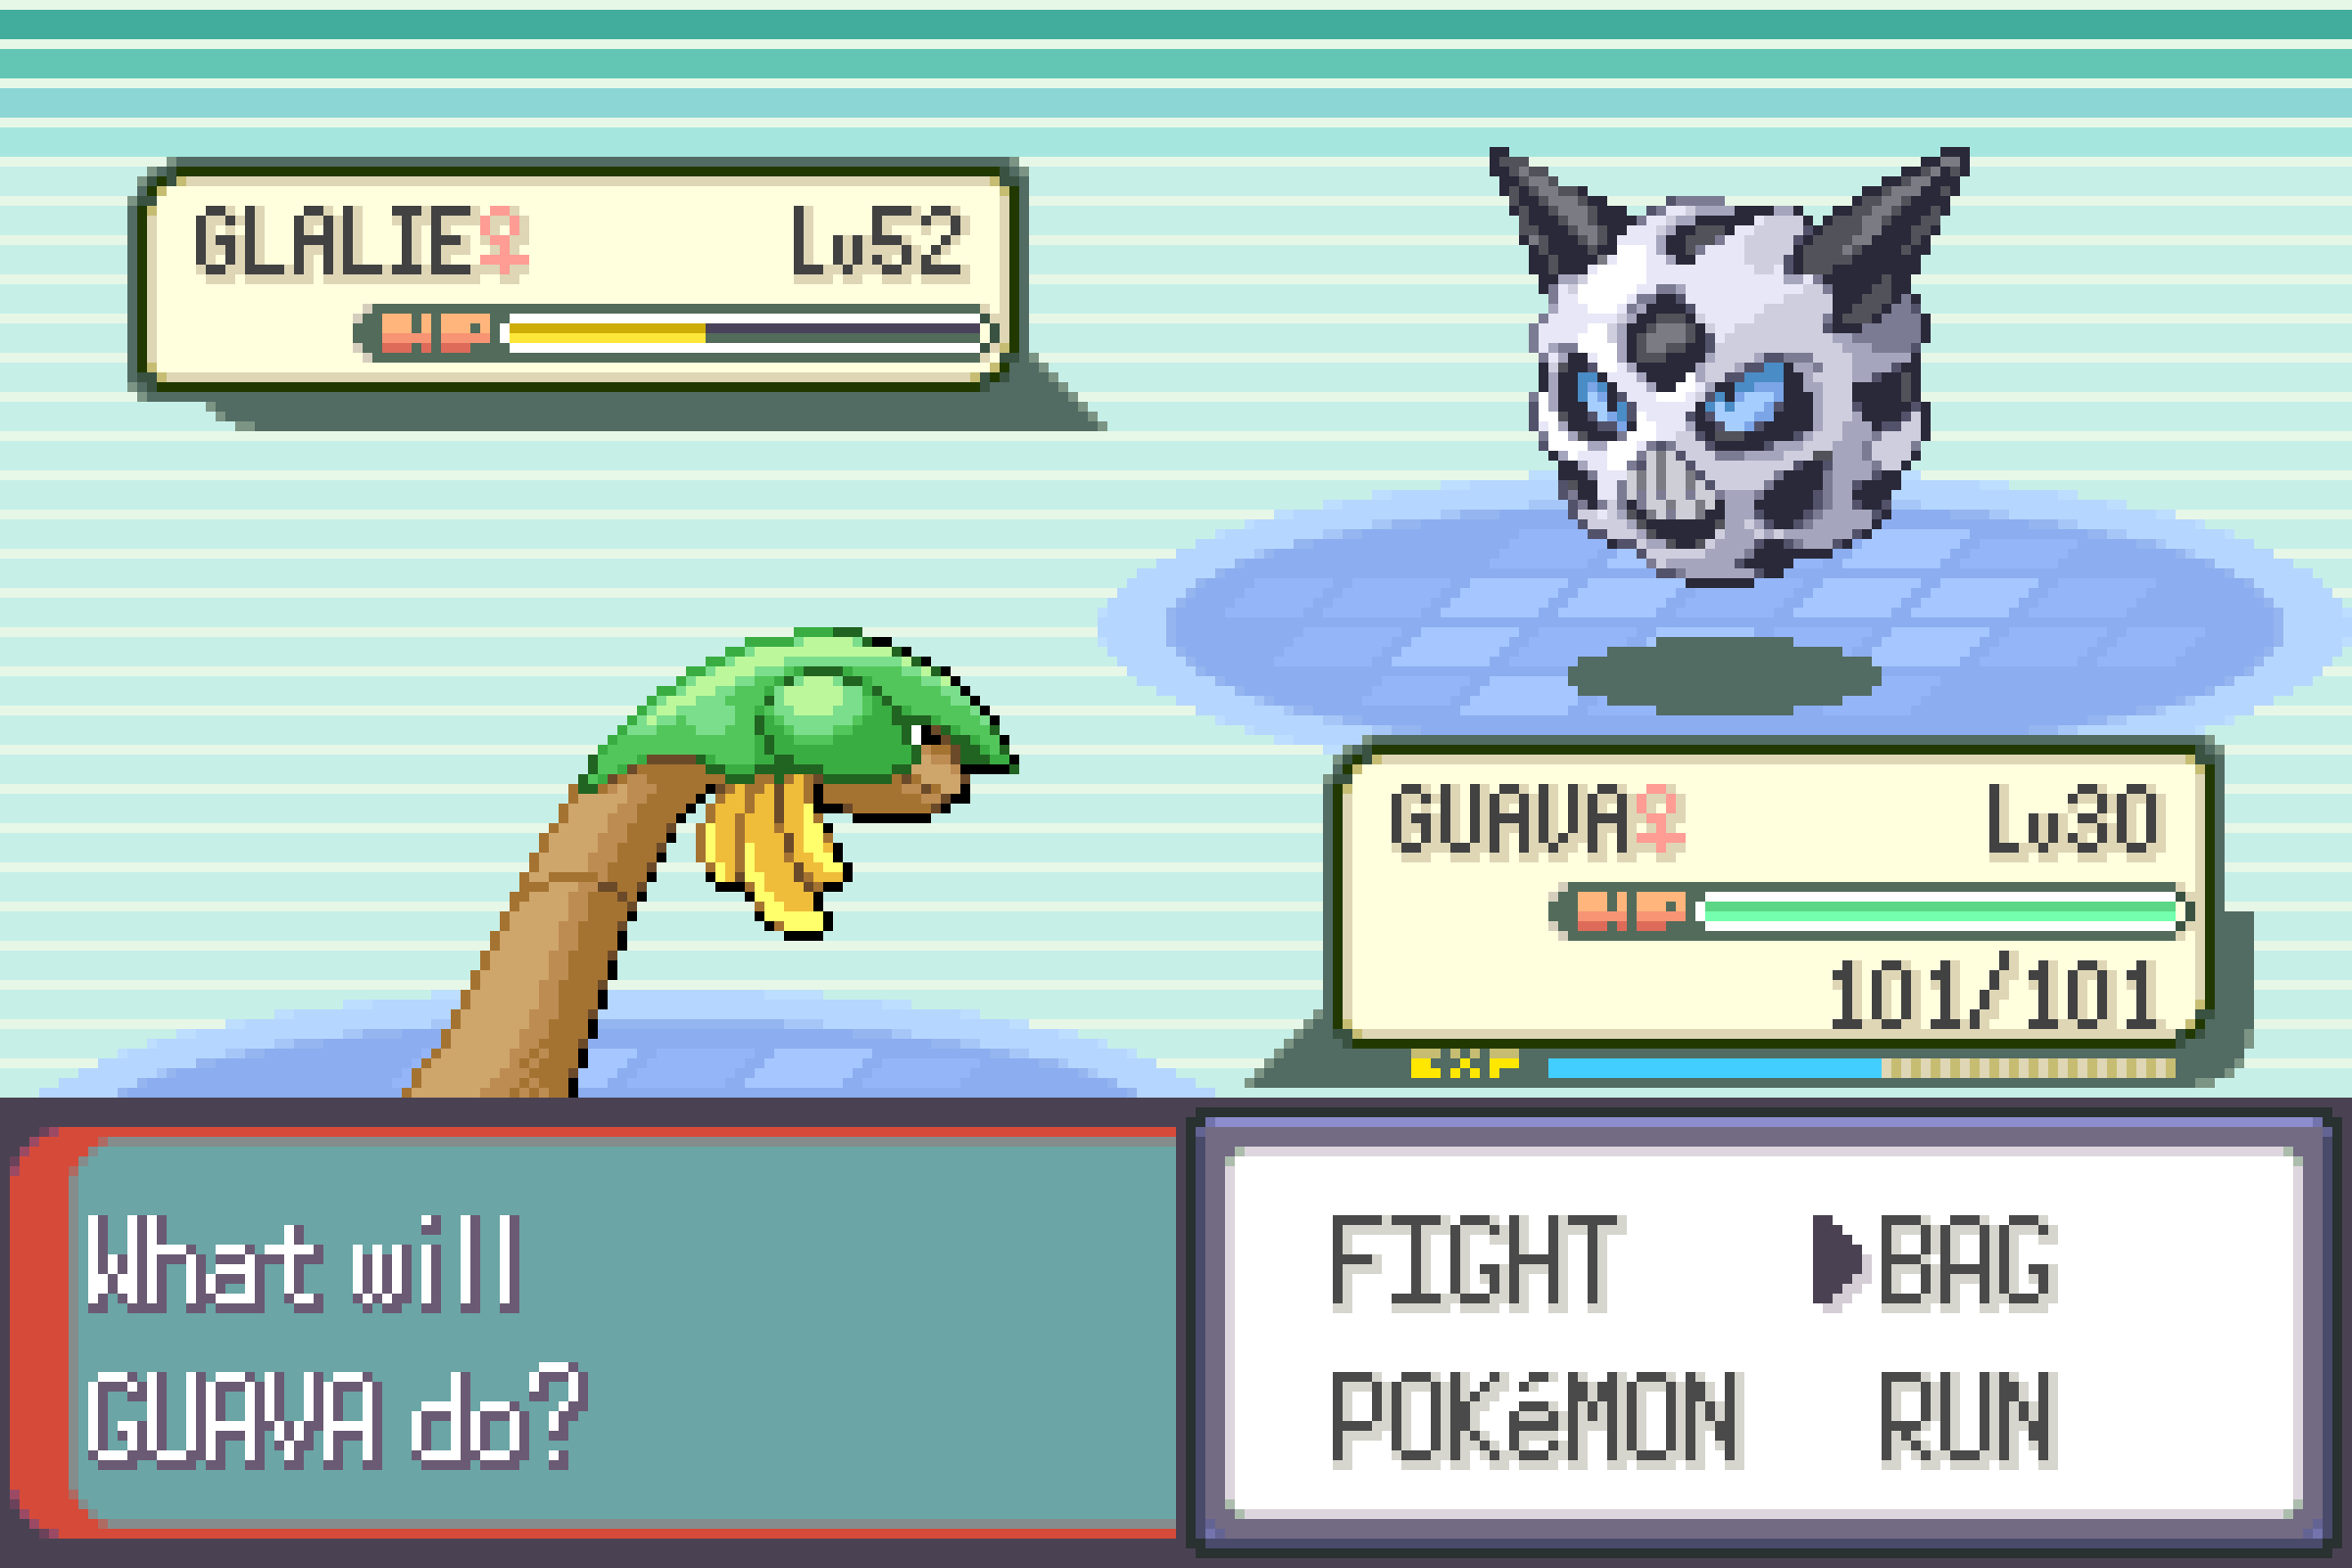 GLALIE♀ Lv52
HP
GUAVA♀ Lv30
HP
101/101
EXP
What will
GUAVA do?
FIGHT BAG
POKéMON RUN